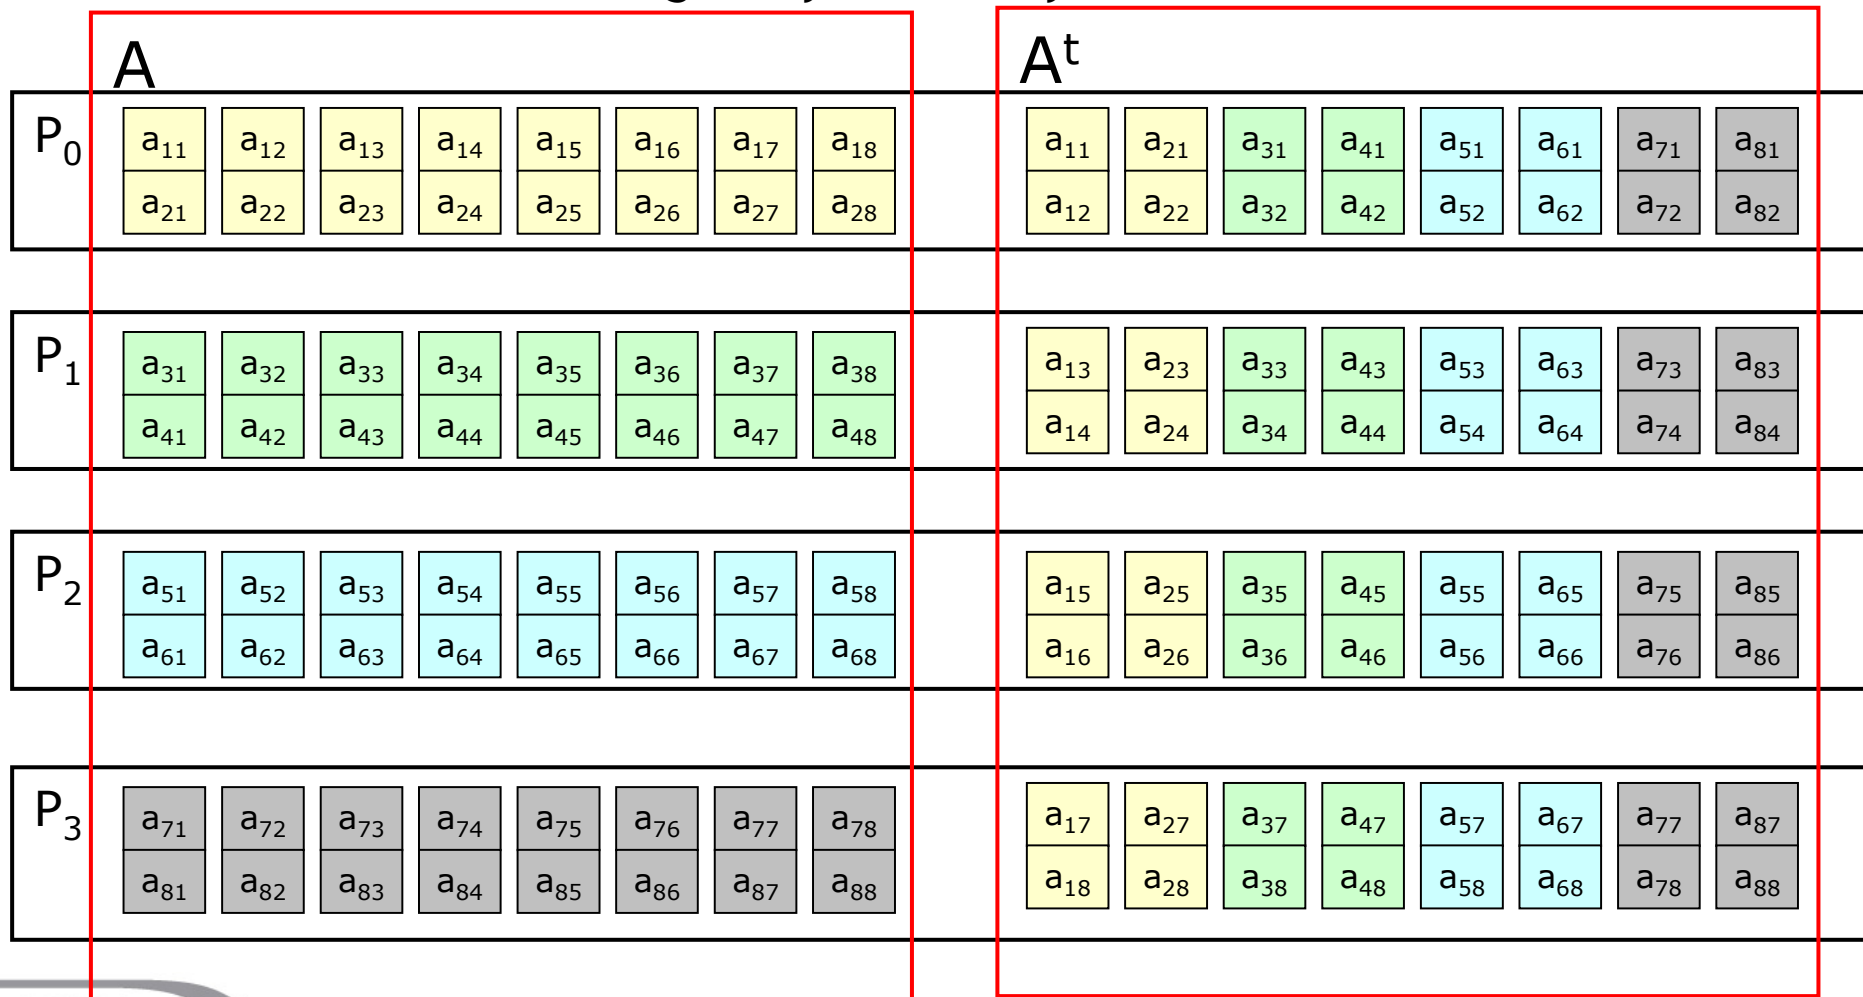 A Aᵗ
P₀ a₁₁ a₁₂ a₁₃ a₁₄ a₁₅ a₁₆ a₁₇ a₁₈ a₁₁ a₂₁ a₃₁ a₄₁ a₅₁ a₆₁ a₇₁ a₈₁
a₂₁ a₂₂ a₂₃ a₂₄ a₂₅ a₂₆ a₂₇ a₂₈ a₁₂ a₂₂ a₃₂ a₄₂ a₅₂ a₆₂ a₇₂ a₈₂
P₁ a₃₁ a₃₂ a₃₃ a₃₄ a₃₅ a₃₆ a₃₇ a₃₈ a₁₃ a₂₃ a₃₃ a₄₃ a₅₃ a₆₃ a₇₃ a₈₃
a₄₁ a₄₂ a₄₃ a₄₄ a₄₅ a₄₆ a₄₇ a₄₈ a₁₄ a₂₄ a₃₄ a₄₄ a₅₄ a₆₄ a₇₄ a₈₄
P₂ a₅₁ a₅₂ a₅₃ a₅₄ a₅₅ a₅₆ a₅₇ a₅₈ a₁₅ a₂₅ a₃₅ a₄₅ a₅₅ a₆₅ a₇₅ a₈₅
a₆₁ a₆₂ a₆₃ a₆₄ a₆₅ a₆₆ a₆₇ a₆₈ a₁₆ a₂₆ a₃₆ a₄₆ a₅₆ a₆₆ a₇₆ a₈₆
P₃ a₇₁ a₇₂ a₇₃ a₇₄ a₇₅ a₇₆ a₇₇ a₇₈ a₁₇ a₂₇ a₃₇ a₄₇ a₅₇ a₆₇ a₇₇ a₈₇
a₈₁ a₈₂ a₈₃ a₈₄ a₈₅ a₈₆ a₈₇ a₈₈ a₁₈ a₂₈ a₃₈ a₄₈ a₅₈ a₆₈ a₇₈ a₈₈